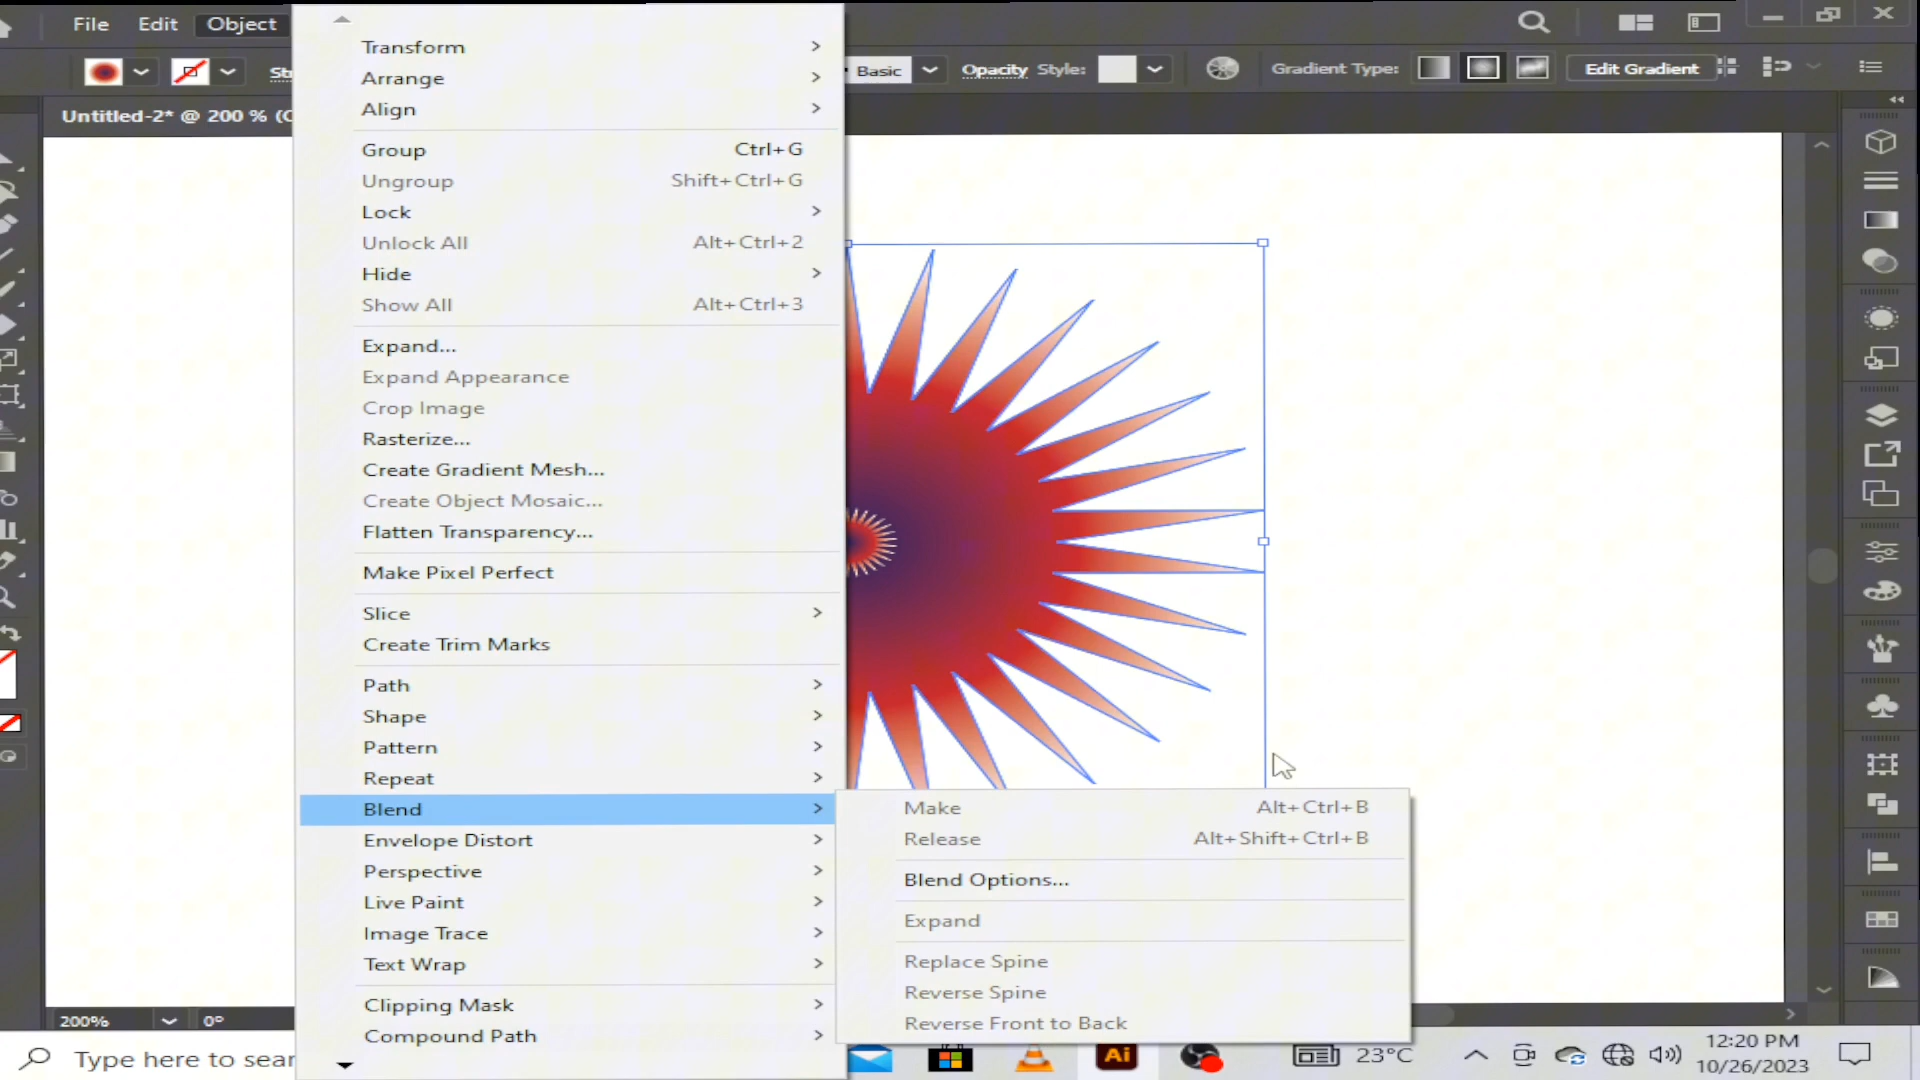 File Edit Object
Basic Opacity Style: Gradient Type: Edit Gradient
Untitled-2* @ 200 % (
Transform
Arrange
Align
Group Ctrl+G
Ungroup Shift+Ctrl+G
Lock
Unlock All Alt+Ctrl+2
Hide
Show All Alt+Ctrl+3
Expand...
Expand Appearance
Crop Image
Rasterize...
Create Gradient Mesh...
Create Object Mosaic...
Flatten Transparency...
Make Pixel Perfect
Slice
Create Trim Marks
Path
Shape
Pattern
Repeat
Blend
Envelope Distort
Perspective
Live Paint
Image Trace
Text Wrap
Clipping Mask
Compound Path
Make Alt+Ctrl+B
Release Alt+Shift+Ctrl+B
Blend Options...
Expand
Replace Spine
Reverse Spine
Reverse Front to Back
200% 0°
Type here to sear
Ai
23°C
12:20 PM
10/26/2023